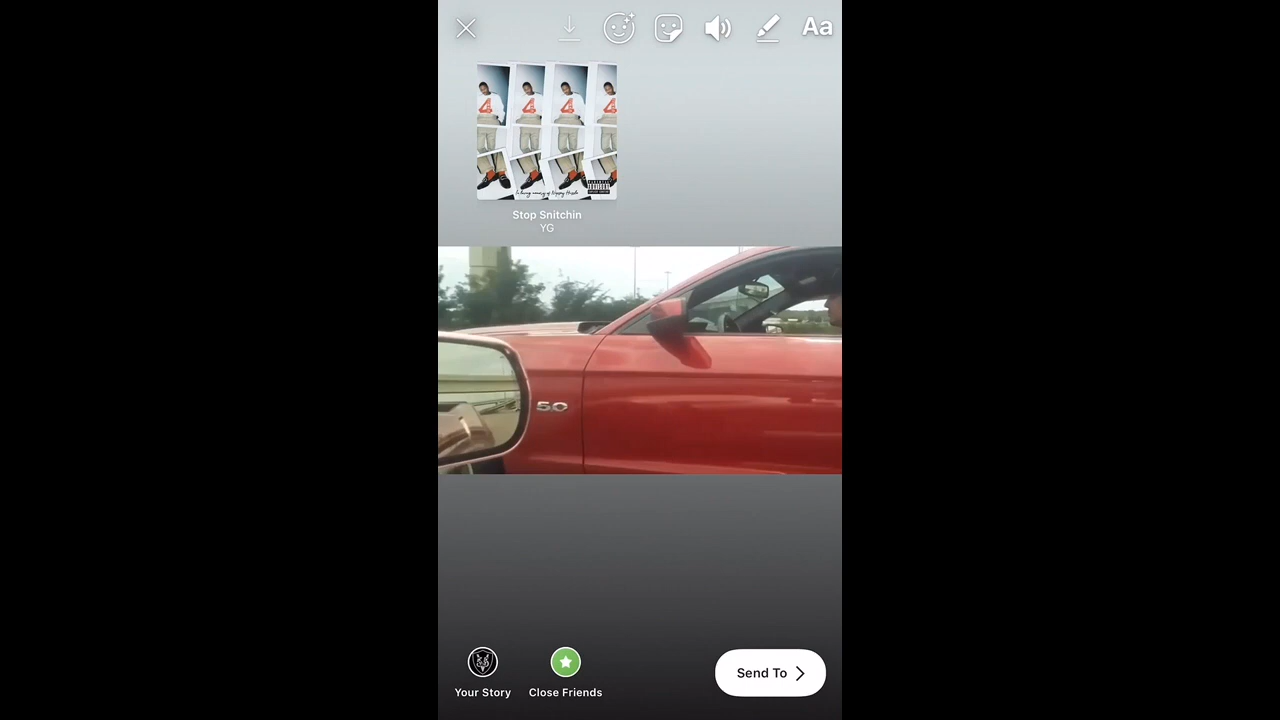 Aa
Stop Snitchin
YG
5.0
Your Story
Close Friends
Send To